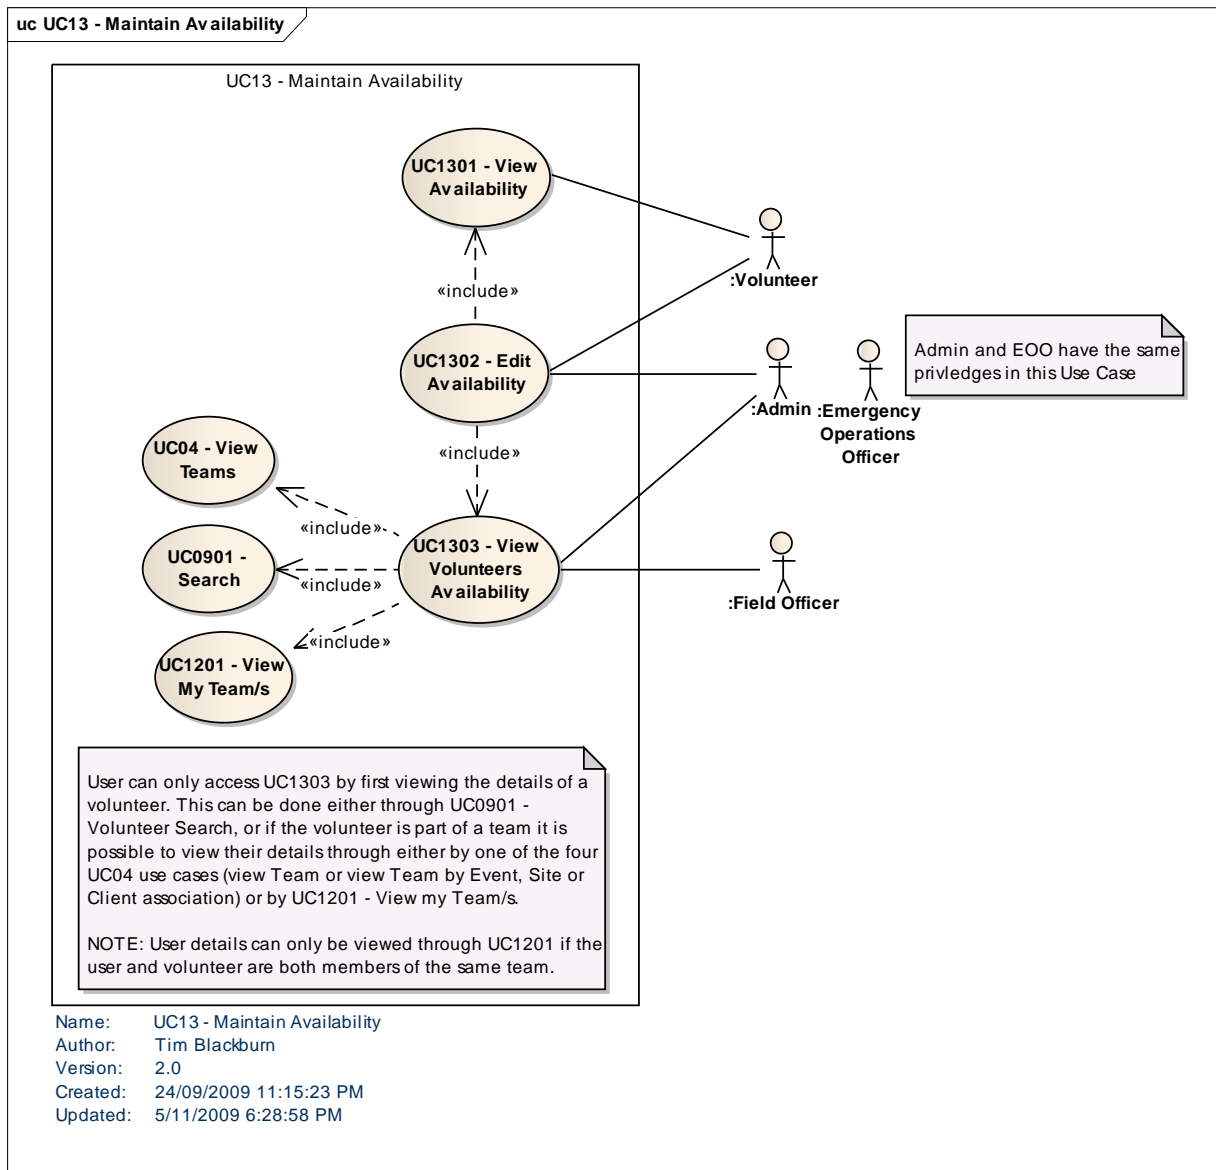 uc UC13 - Maintain Availability
UC13 - Maintain Availability
UC1301 - View
Availability
:Volunteer
«include»
UC1302 - Edit
Availability
:Admin
:Emergency
Operations
Officer
Admin and EOO have the same
privledges in this Use Case
«include»
UC04 - View
Teams
«include»
UC0901 -
Search
«include»
UC1303 - View
Volunteers
Availability
:Field Officer
«include»
UC1201 - View
My Team/s
User can only access UC1303 by first viewing the details of a
volunteer. This can be done either through UC0901 -
Volunteer Search, or if the volunteer is part of a team it is
possible to view their details through either by one of the four
UC04 use cases (view Team or view Team by Event, Site or
Client association) or by UC1201 - View my Team/s.
NOTE: User details can only be viewed through UC1201 if the
user and volunteer are both members of the same team.
Name: UC13 - Maintain Availability
Author: Tim Blackburn
Version: 2.0
Created: 24/09/2009 11:15:23 PM
Updated: 5/11/2009 6:28:58 PM